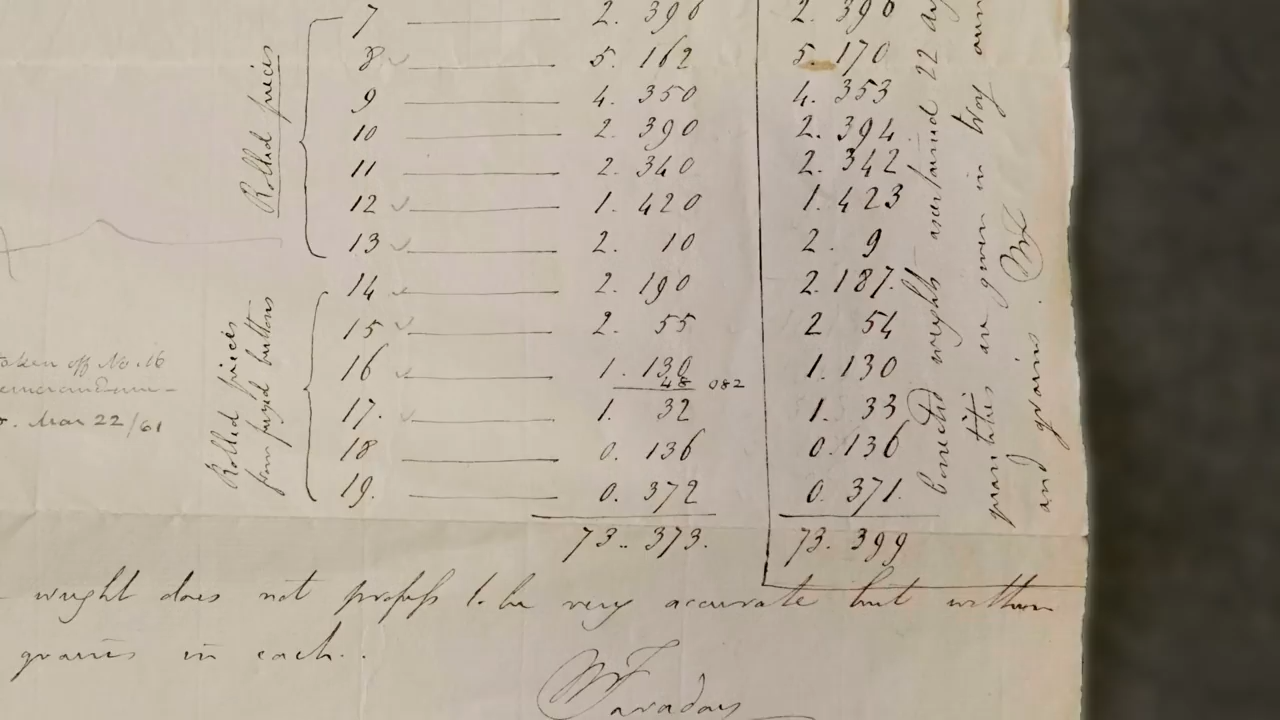 7 2. 390 2. 390
8 5. 162 5. 170
9 4. 350 4. 353
10 2. 390 2. 394
11 2. 340 2. 342
12 1. 420 1. 423
13 2. 10 2. 9
14 2. 190 2. 187.
15 2. 55 2 54
16 1. 130 1. 130
48 082
17. 1. 32 1. 33
18 0. 136 0. 136
19. 0. 372 0. 371.
73.. 373. 73. 399
Rolled pieces
Rolled pieces
from fuzed buttons
taken off No. 16
Mar 22/61
Corrected weights ascertained 22
quantities are given in troy
and grains. MF
weight does not profess to be very accurate but within
grains in each..
M Faraday